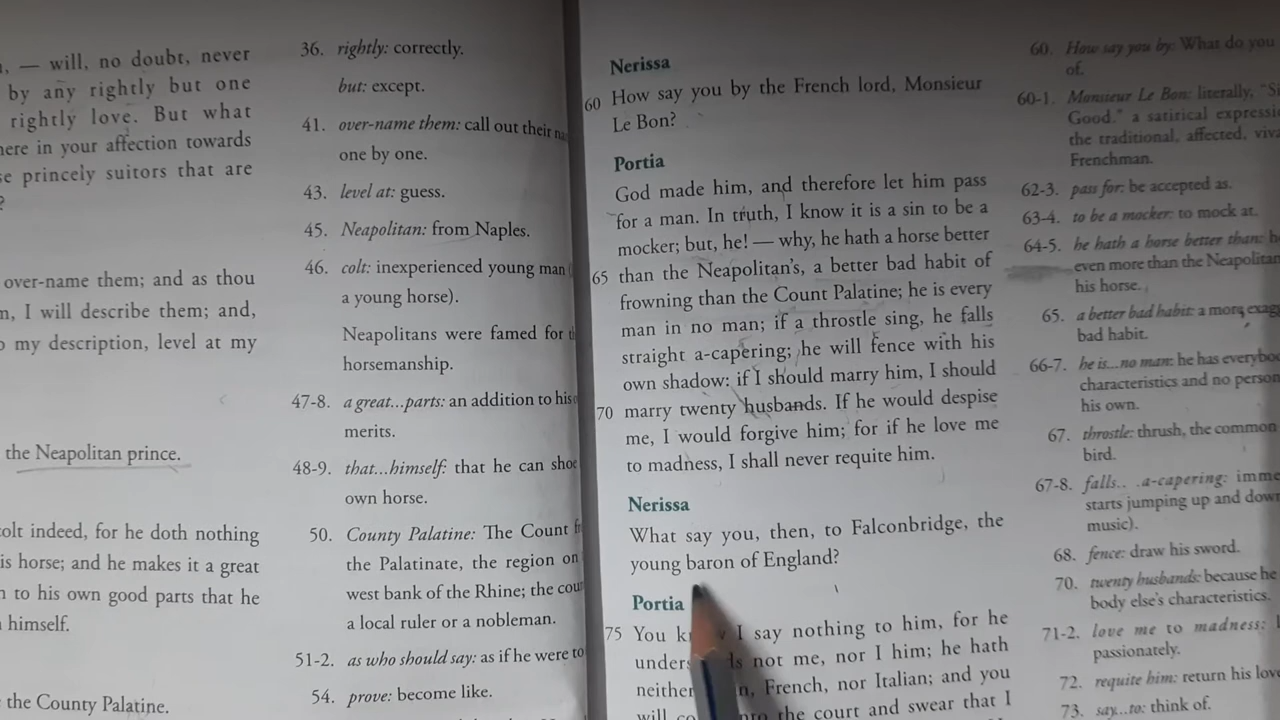 , — will, no doubt, never
by any rightly but one
rightly love. But what
here in your affection towards
se princely suitors that are
?
over-name them; and as thou
, I will describe them; and,
my description, level at my
the Neapolitan prince.
colt indeed, for he doth nothing
is horse; and he makes it a great
to his own good parts that he
himself.
the County Palatine.
36. rightly: correctly.
but: except.
41. over-name them: call out their
one by one.
43. level at: guess.
45. Neapolitan: from Naples.
46. colt: inexperienced young man
a young horse).
Neapolitans were famed for
horsemanship.
47-8. a great...parts: an addition to his
merits.
48-9. that...himself: that he can shoe
own horse.
50. County Palatine: The Count
the Palatinate, the region on
west bank of the Rhine; the
a local ruler or a nobleman.
51-2. as who should say: as if he were to
54. prove: become like.
Nerissa
60 How say you by the French lord, Monsieur
Le Bon?
Portia
God made him, and therefore let him pass
for a man. In truth, I know it is a sin to be a
mocker; but, he! — why, he hath a horse better
65 than the Neapolitan's, a better bad habit of
frowning than the Count Palatine; he is every
man in no man; if a throstle sing, he falls
straight a-capering; he will fence with his
own shadow: if I should marry him, I should
70 marry twenty husbands. If he would despise
me, I would forgive him; for if he love me
to madness, I shall never requite him.
Nerissa
What say you, then, to Falconbridge, the
young baron of England?
Portia
75 You I say nothing to him, for he
not me, nor I him; he hath
neither French, nor Italian; and you
will the court and swear that I
60. How say you by: What do you
of.
60-1. Monsieur Le Bon: literally,
Good." a satirical
the traditional, affected,
Frenchman.
62-3. pass for: be accepted as.
63-4. to be a mocker: to mock at.
64-5. he hath a horse better than:
even more than the Neapolitan
his horse.
65. a better bad habit: a more
bad habit.
66-7. he is...no man: he has
characteristics and no
his own.
67. throstle: thrush, the common
bird.
67-8. falls.. .a-capering:
starts jumping up and down
music).
68. fence: draw his sword.
70. twenty husbands: because he
body else's characteristics.
71-2. love me to madness:
passionately.
72. requite him: return his love
73. say...to: think of.